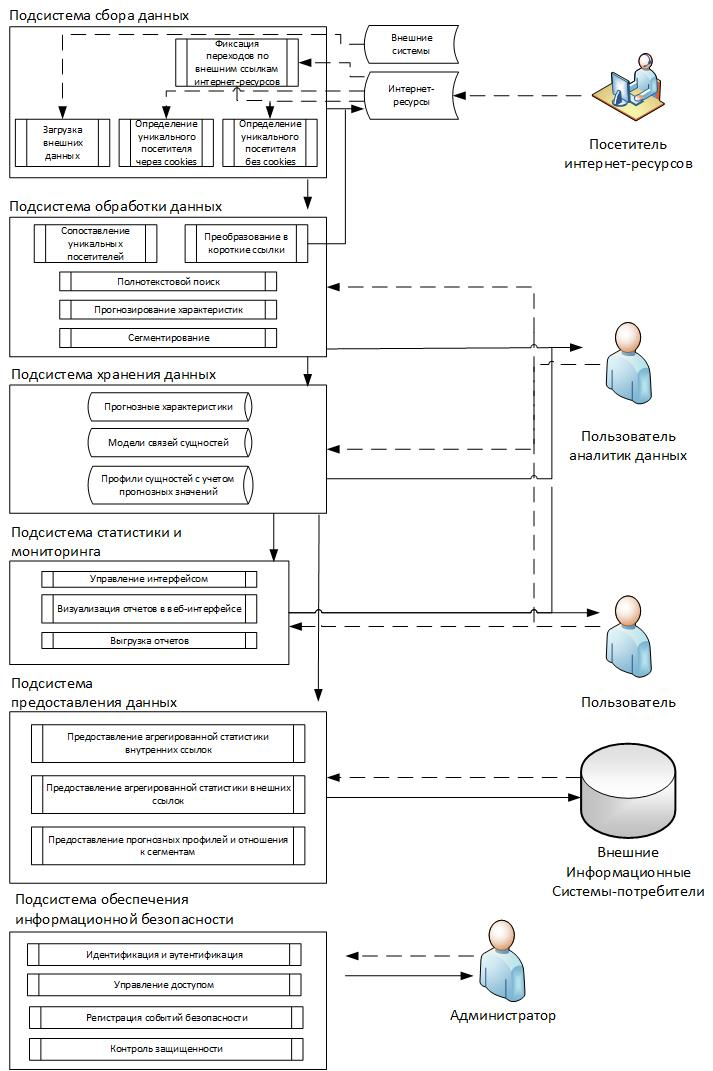 Подсистема сбора данных
Внешние
системы
Фиксация
переходов по
внешним ссылкам
интернет-ресурсов
Интернет-
ресурсы
Загрузка
внешних
данных
Определение
уникального
посетителя
через cookies
Определение
уникального
посетителя
без cookies
Посетитель
интернет-ресурсов
Подсистема обработки данных
Сопоставление
уникальных
посетителей
Преобразование в
короткие ссылки
Полнотекстовой поиск
Прогнозирование характеристик
Сегментирование
Пользователь
аналитик данных
Подсистема хранения данных
Прогнозные характеристики
Модели связей сущностей
Профили сущностей с учетом
прогнозных значений
Подсистема статистики и
мониторинга
Управление интерфейсом
Визуализация отчетов в веб-интерфейсе
Выгрузка отчетов
Пользователь
Подсистема
предоставления данных
Предоставление агрегированной статистики
внутренних ссылок
Предоставление агрегированной статистики внешних
ссылок
Предоставление прогнозных профилей и отношения
к сегментам
Внешние
Информационные
Системы-потребители
Подсистема обеспечения
информационной безопасности
Идентификация и аутентификация
Управление доступом
Регистрация событий безопасности
Контроль защищенности
Администратор